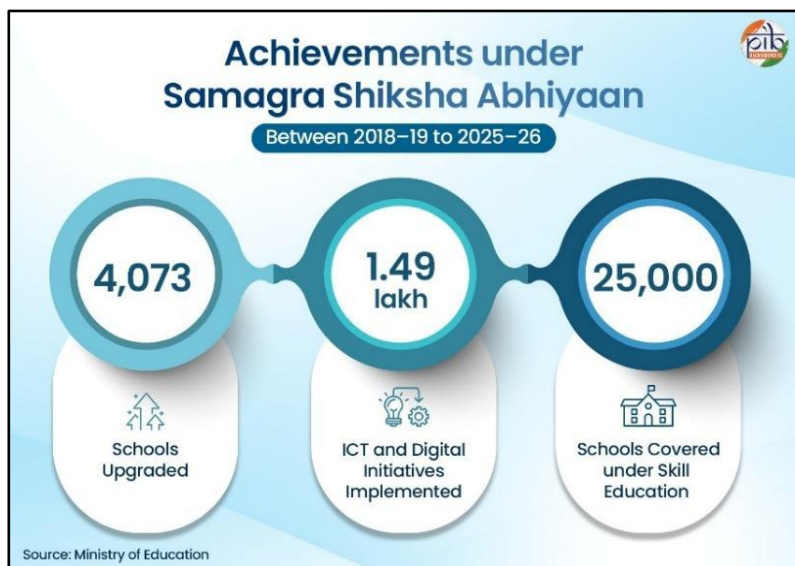 Achievements under
Samagra Shiksha Abhiyaan
Between 2018–19 to 2025–26
pib
4,073
1.49
lakh
25,000
Schools
Upgraded
ICT and Digital
Initiatives
Implemented
Schools Covered
under Skill
Education
Source: Ministry of Education